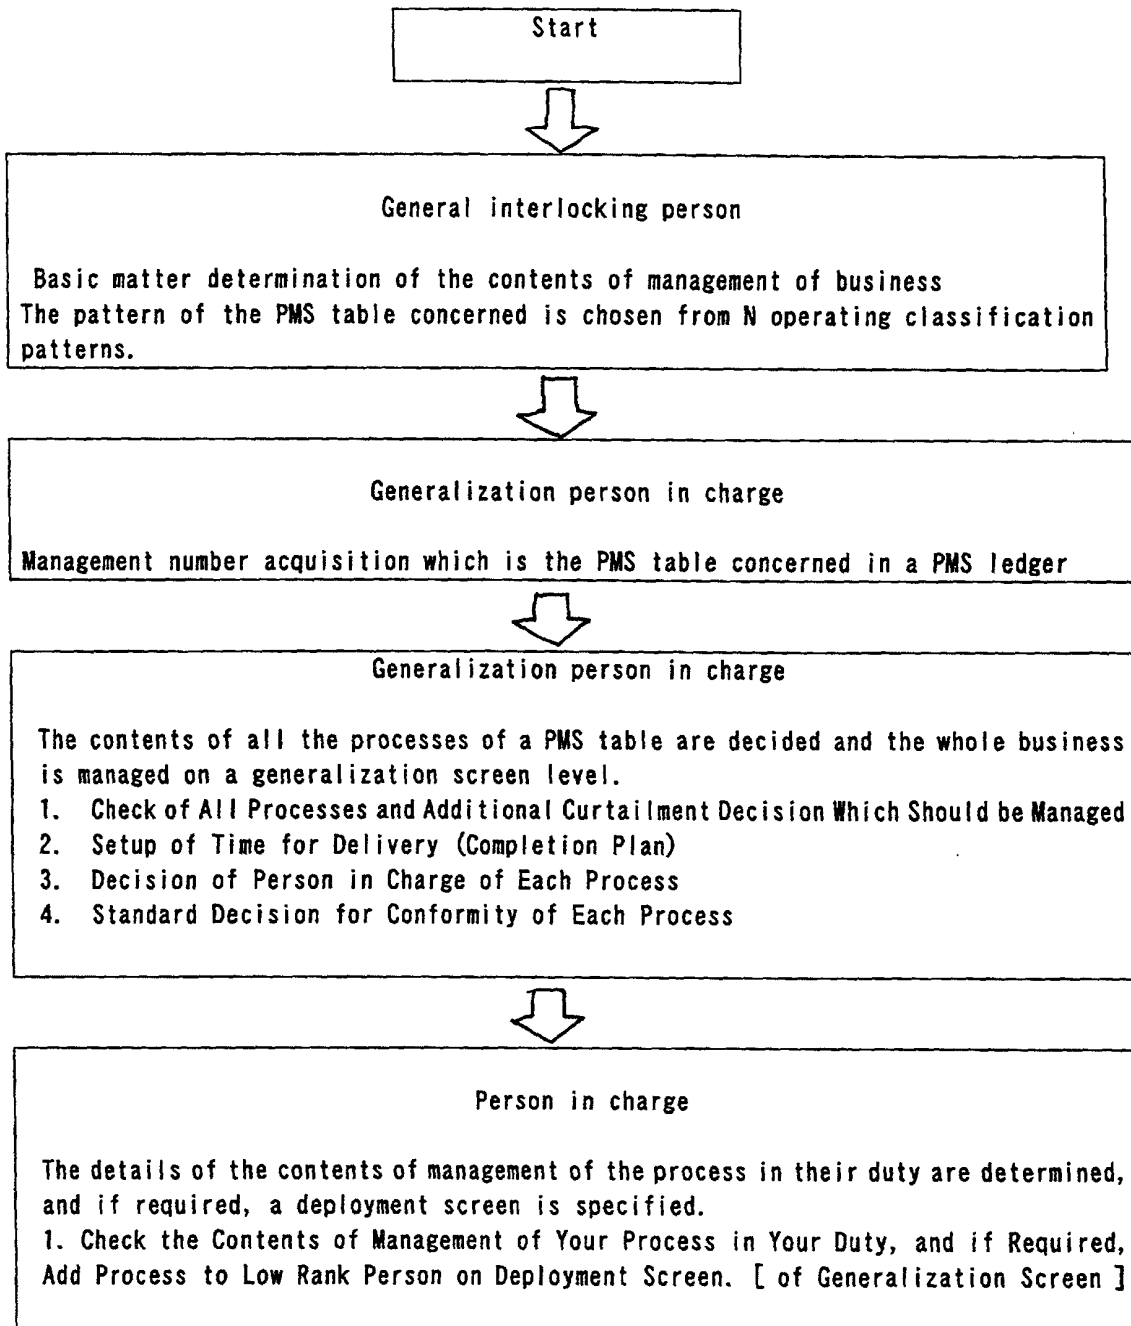 Start
General interlocking person
Basic matter determination of the contents of management of business
The pattern of the PMS table concerned is chosen from N operating classification
patterns.
Generalization person in charge
Management number acquisition which is the PMS table concerned in a PMS ledger
Generalization person in charge
The contents of all the processes of a PMS table are decided and the whole business
is managed on a generalization screen level.
1. Check of All Processes and Additional Curtailment Decision Which Should be Managed
2. Setup of Time for Delivery (Completion Plan)
3. Decision of Person in Charge of Each Process
4. Standard Decision for Conformity of Each Process
Person in charge
The details of the contents of management of the process in their duty are determined,
and if required, a deployment screen is specified.
1. Check the Contents of Management of Your Process in Your Duty, and if Required,
Add Process to Low Rank Person on Deployment Screen. [ of Generalization Screen ]